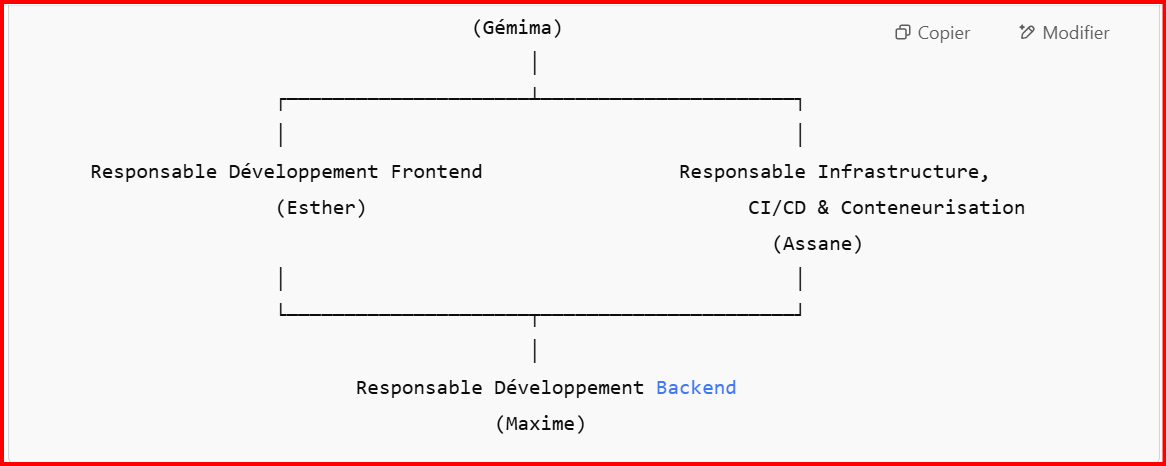 (Gémima)
Copier
Modifier
Responsable Développement Frontend
(Esther)
Responsable Infrastructure,
CI/CD & Conteneurisation
(Assane)
Responsable Développement Backend
(Maxime)